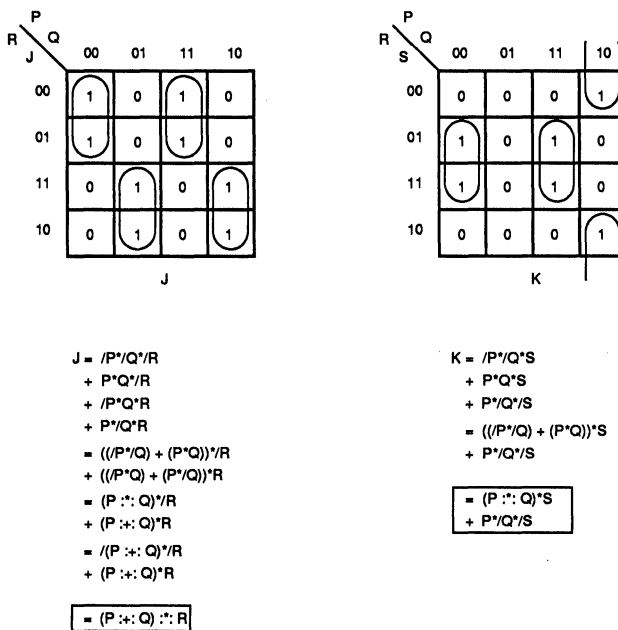 P
R Q
J 00 01 11 10
00 1 0 1 0
01 1 0 1 0
11 0 1 0 1
10 0 1 0 1
J
P
R Q
S 00 01 11 10
00 0 0 0 1
01 1 0 1 0
11 1 0 1 0
10 0 0 0 1
K
J = /P*/Q*/R
+ P*Q*/R
+ /P*Q*R
+ P*/Q*R
= ((/P*/Q) + (P*Q))*/R
+ ((/P*Q) + (P*/Q))*R
= (P :*: Q)*/R
+ (P :+: Q)*R
= /(P :+: Q)*/R
+ (P :+: Q)*R
= (P :+: Q) :*: R
K = /P*/Q*S
+ P*Q*S
+ P*/Q*/S
= ((/P*/Q) + (P*Q))*S
+ P*/Q*/S
= (P :*: Q)*S
+ P*/Q*/S